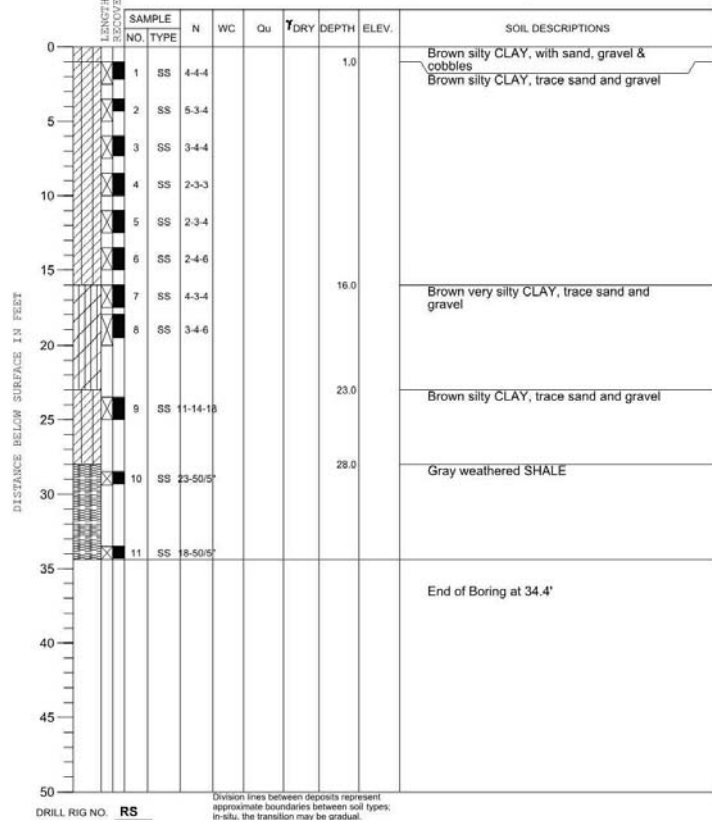 LENGTH
RECOVE
SAMPLE
NO. TYPE N WC Qu γDRY DEPTH ELEV. SOIL DESCRIPTIONS
DISTANCE BELOW SURFACE IN FEET
0
Brown silty CLAY, with sand, gravel &
cobbles
1.0
Brown silty CLAY, trace sand and gravel
1 SS 4-4-4
2 SS 5-3-4
5
3 SS 3-4-4
4 SS 2-3-3
10
5 SS 2-3-4
6 SS 2-4-6
15
16.0
Brown very silty CLAY, trace sand and
gravel
7 SS 4-3-4
8 SS 3-4-6
20
23.0
Brown silty CLAY, trace sand and gravel
9 SS 11-14-18
25
28.0
Gray weathered SHALE
10 SS 23-50/5"
30
11 SS 18-50/5"
35
End of Boring at 34.4'
40
45
50
DRILL RIG NO. RS
Division lines between deposits represent
approximate boundaries between soil types;
in-situ, the transition may be gradual.